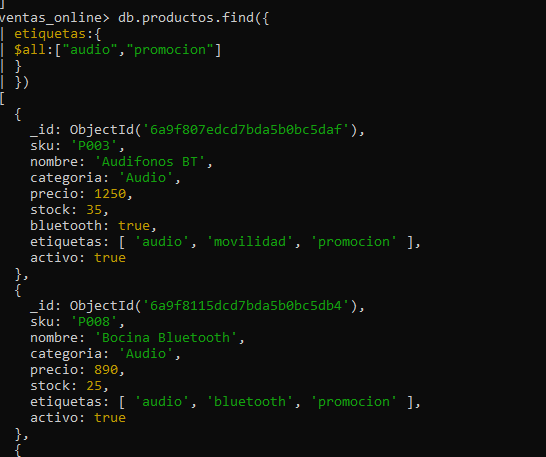 ]
ventas_online> db.productos.find({
| etiquetas:{
| $all:["audio","promocion"]
| }
| })
[
  {
    _id: ObjectId('6a9f807edcd7bda5b0bc5daf'),
    sku: 'P003',
    nombre: 'Audifonos BT',
    categoria: 'Audio',
    precio: 1250,
    stock: 35,
    bluetooth: true,
    etiquetas: [ 'audio', 'movilidad', 'promocion' ],
    activo: true
  },
  {
    _id: ObjectId('6a9f8115dcd7bda5b0bc5db4'),
    sku: 'P008',
    nombre: 'Bocina Bluetooth',
    categoria: 'Audio',
    precio: 890,
    stock: 25,
    etiquetas: [ 'audio', 'bluetooth', 'promocion' ],
    activo: true
  },
  {